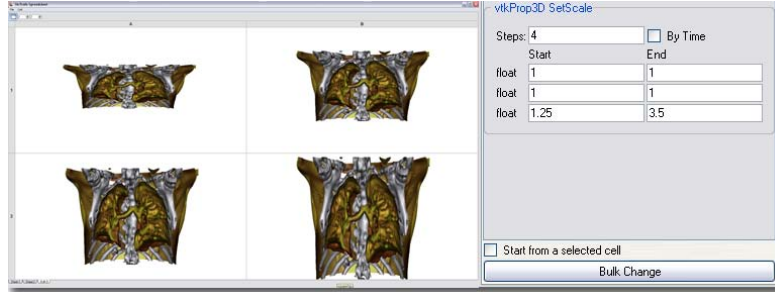 A
B
vtkProp3D SetScale
Steps: 4 By Time
Start End
float 1 1
float 1 1
float 1.25 3.5
Start from a selected cell
Bulk Change